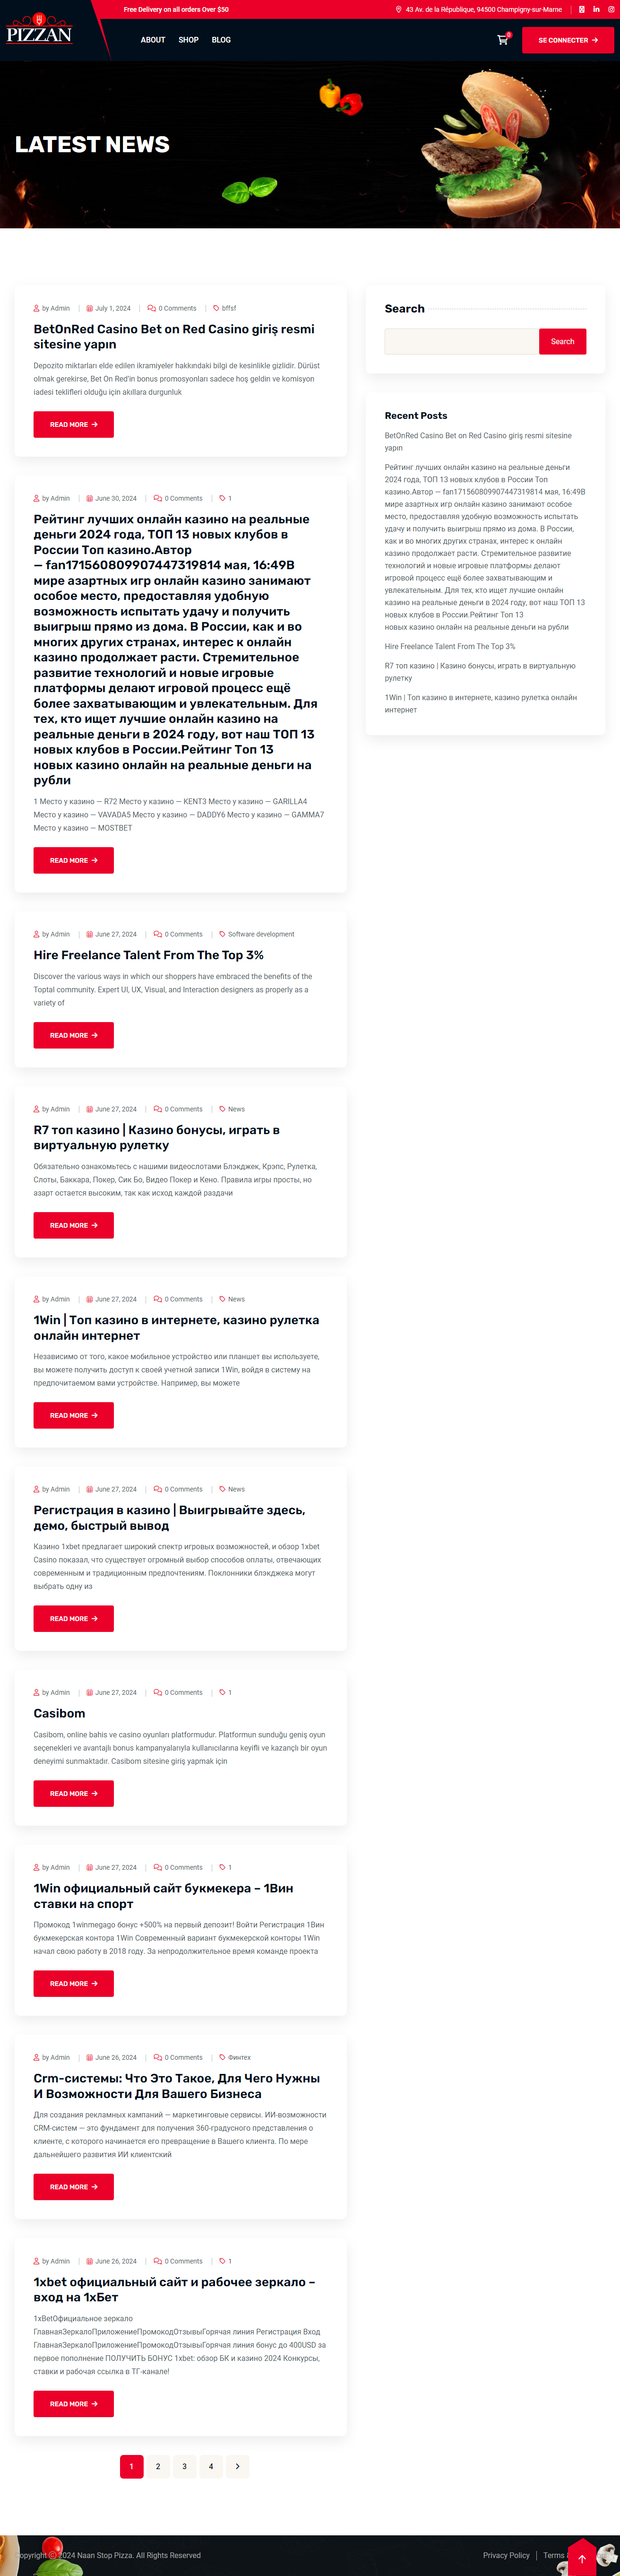 PIZZAN
Free Delivery on all orders Over $50
43 Av. de la République, 94500 Champigny-sur-Marne
ABOUT
SHOP
BLOG
0
SE CONNECTER
LATEST NEWS
by Admin
July 1, 2024
0 Comments
bffsf
BetOnRed Casino Bet on Red Casino giriş resmi
sitesine yapın
Depozito miktarları elde edilen ikramiyeler hakkındaki bilgi de kesinlikle gizlidir. Dürüst
olmak gerekirse, Bet On Red'in bonus promosyonları sadece hoş geldin ve komisyon
iadesi teklifleri olduğu için akıllara durgunluk
READ MORE
by Admin
June 30, 2024
0 Comments
1
Рейтинг лучших онлайн казино на реальные
деньги 2024 года, ТОП 13 новых клубов в
России Топ казино.Автор
— fan171560809907447319814 мая, 16:49В
мире азартных игр онлайн казино занимают
особое место, предоставляя удобную
возможность испытать удачу и получить
выигрыш прямо из дома. В России, как и во
многих других странах, интерес к онлайн
казино продолжает расти. Стремительное
развитие технологий и новые игровые
платформы делают игровой процесс ещё
более захватывающим и увлекательным. Для
тех, кто ищет лучшие онлайн казино на
реальные деньги в 2024 году, вот наш ТОП 13
новых клубов в России.Рейтинг Топ 13
новых казино онлайн на реальные деньги на
рубли
1 Место у казино — R72 Место у казино — KENT3 Место у казино — GARILLA4
Место у казино — VAVADA5 Место у казино — DADDY6 Место у казино — GAMMA7
Место у казино — MOSTBET
READ MORE
by Admin
June 27, 2024
0 Comments
Software development
Hire Freelance Talent From The Top 3%
Discover the various ways in which our shoppers have embraced the benefits of the
Toptal community. Expert UI, UX, Visual, and Interaction designers as properly as a
variety of
READ MORE
by Admin
June 27, 2024
0 Comments
News
R7 топ казино | Казино бонусы, играть в
виртуальную рулетку
Обязательно ознакомьтесь с нашими видеослотами Блэкджек, Крэпс, Рулетка,
Слоты, Баккара, Покер, Сик Бо, Видео Покер и Кено. Правила игры просты, но
азарт остается высоким, так как исход каждой раздачи
READ MORE
by Admin
June 27, 2024
0 Comments
News
1Win | Топ казино в интернете, казино рулетка
онлайн интернет
Независимо от того, какое мобильное устройство или планшет вы используете,
вы можете получить доступ к своей учетной записи 1Win, войдя в систему на
предпочитаемом вами устройстве. Например, вы можете
READ MORE
by Admin
June 27, 2024
0 Comments
News
Регистрация в казино | Выигрывайте здесь,
демо, быстрый вывод
Казино 1xbet предлагает широкий спектр игровых возможностей, и обзор 1xbet
Casino показал, что существует огромный выбор способов оплаты, отвечающих
современным и традиционным предпочтениям. Поклонники блэкджека могут
выбрать одну из
READ MORE
by Admin
June 27, 2024
0 Comments
1
Casibom
Casibom, online bahis ve casino oyunları platformudur. Platformun sunduğu geniş oyun
seçenekleri ve avantajlı bonus kampanyalarıyla kullanıcılarına keyifli ve kazançlı bir oyun
deneyimi sunmaktadır. Casibom sitesine giriş yapmak için
READ MORE
by Admin
June 27, 2024
0 Comments
1
1Win официальный сайт букмекера – 1Вин
ставки на спорт
Промокод 1winmegago бонус +500% на первый депозит! Войти Регистрация 1Вин
букмекерская контора 1Win Современный вариант букмекерской конторы 1Win
начал свою работу в 2018 году. За непродолжительное время команде проекта
READ MORE
by Admin
June 26, 2024
0 Comments
Финтех
Crm-системы: Что Это Такое, Для Чего Нужны
И Возможности Для Вашего Бизнеса
Для создания рекламных кампаний — маркетинговые сервисы. ИИ-возможности
CRM-систем — это фундамент для получения 360-градусного представления о
клиенте, с которого начинается его превращение в Вашего клиента. По мере
дальнейшего развития ИИ клиентский
READ MORE
by Admin
June 26, 2024
0 Comments
1
1xbet официальный сайт и рабочее зеркало –
вход на 1хБет
1xBetОфициальное зеркало
ГлавнаяЗеркалоПриложениеПромокодОтзывыГорячая линия Регистрация Вход
ГлавнаяЗеркалоПриложениеПромокодОтзывыГорячая линия бонус до 400USD за
первое пополнение ПОЛУЧИТЬ БОНУС 1xbet: обзор БК и казино 2024 Конкурсы,
ставки и рабочая ссылка в ТГ-канале!
READ MORE
1
2
3
4
Search
Search
Recent Posts
BetOnRed Casino Bet on Red Casino giriş resmi sitesine
yapın
Рейтинг лучших онлайн казино на реальные деньги
2024 года, ТОП 13 новых клубов в России Топ
казино.Автор — fan171560809907447319814 мая, 16:49В
мире азартных игр онлайн казино занимают особое
место, предоставляя удобную возможность испытать
удачу и получить выигрыш прямо из дома. В России,
как и во многих других странах, интерес к онлайн
казино продолжает расти. Стремительное развитие
технологий и новые игровые платформы делают
игровой процесс ещё более захватывающим и
увлекательным. Для тех, кто ищет лучшие онлайн
казино на реальные деньги в 2024 году, вот наш ТОП 13
новых клубов в России.Рейтинг Топ 13
новых казино онлайн на реальные деньги на рубли
Hire Freelance Talent From The Top 3%
R7 топ казино | Казино бонусы, играть в виртуальную
рулетку
1Win | Топ казино в интернете, казино рулетка онлайн
интернет
Copyright © 2024 Naan Stop Pizza. All Rights Reserved
Privacy Policy
Terms